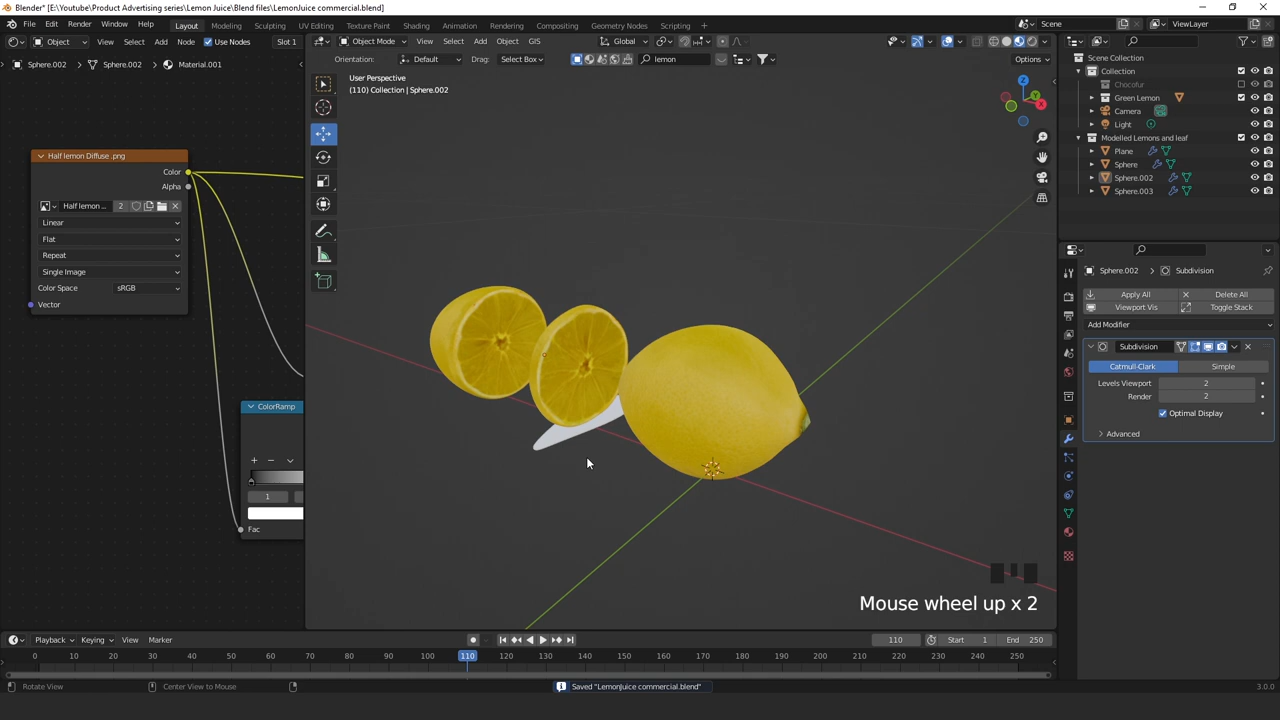 Blender* [E:\Youtube\Product Advertising series\Lemon Juice\Blend files\LemonJuice commercial.blend]
File Edit Render Window Help Layout Modeling Sculpting UV Editing Texture Paint Shading Animation Rendering Compositing Geometry Nodes Scripting + Scene ViewLayer
Object View Select Add Node Use Nodes Slot 1 Object Mode View Select Add Object GIS Global
Orientation: Default Drag: Select Box lemon Options
Sphere.002 > Sphere.002 > Material.001
User Perspective
(110) Collection | Sphere.002
Half lemon Diffuse .png
Color
Alpha
Half lemon ... 2
Linear
Flat
Repeat
Single Image
Color Space sRGB
Vector
ColorRamp
1
Fac
Z
Y
X
Mouse wheel up x 2
Scene Collection
Collection
Chocofur
Green Lemon
Camera
Light
Modelled Lemons and leaf
Plane
Sphere
Sphere.002
Sphere.003
Sphere.002 > Subdivision
Apply All Delete All
Viewport Vis Toggle Stack
Add Modifier
Subdivision
Catmull-Clark Simple
Levels Viewport 2
Render 2
Optimal Display
Advanced
Playback Keying View Marker 110 Start 1 End 250
0 10 20 30 40 50 60 70 80 90 100 110 120 130 140 150 160 170 180 190 200 210 220 230 240 250
Rotate View Center View to Mouse Saved "LemonJuice commercial.blend" 3.0.0